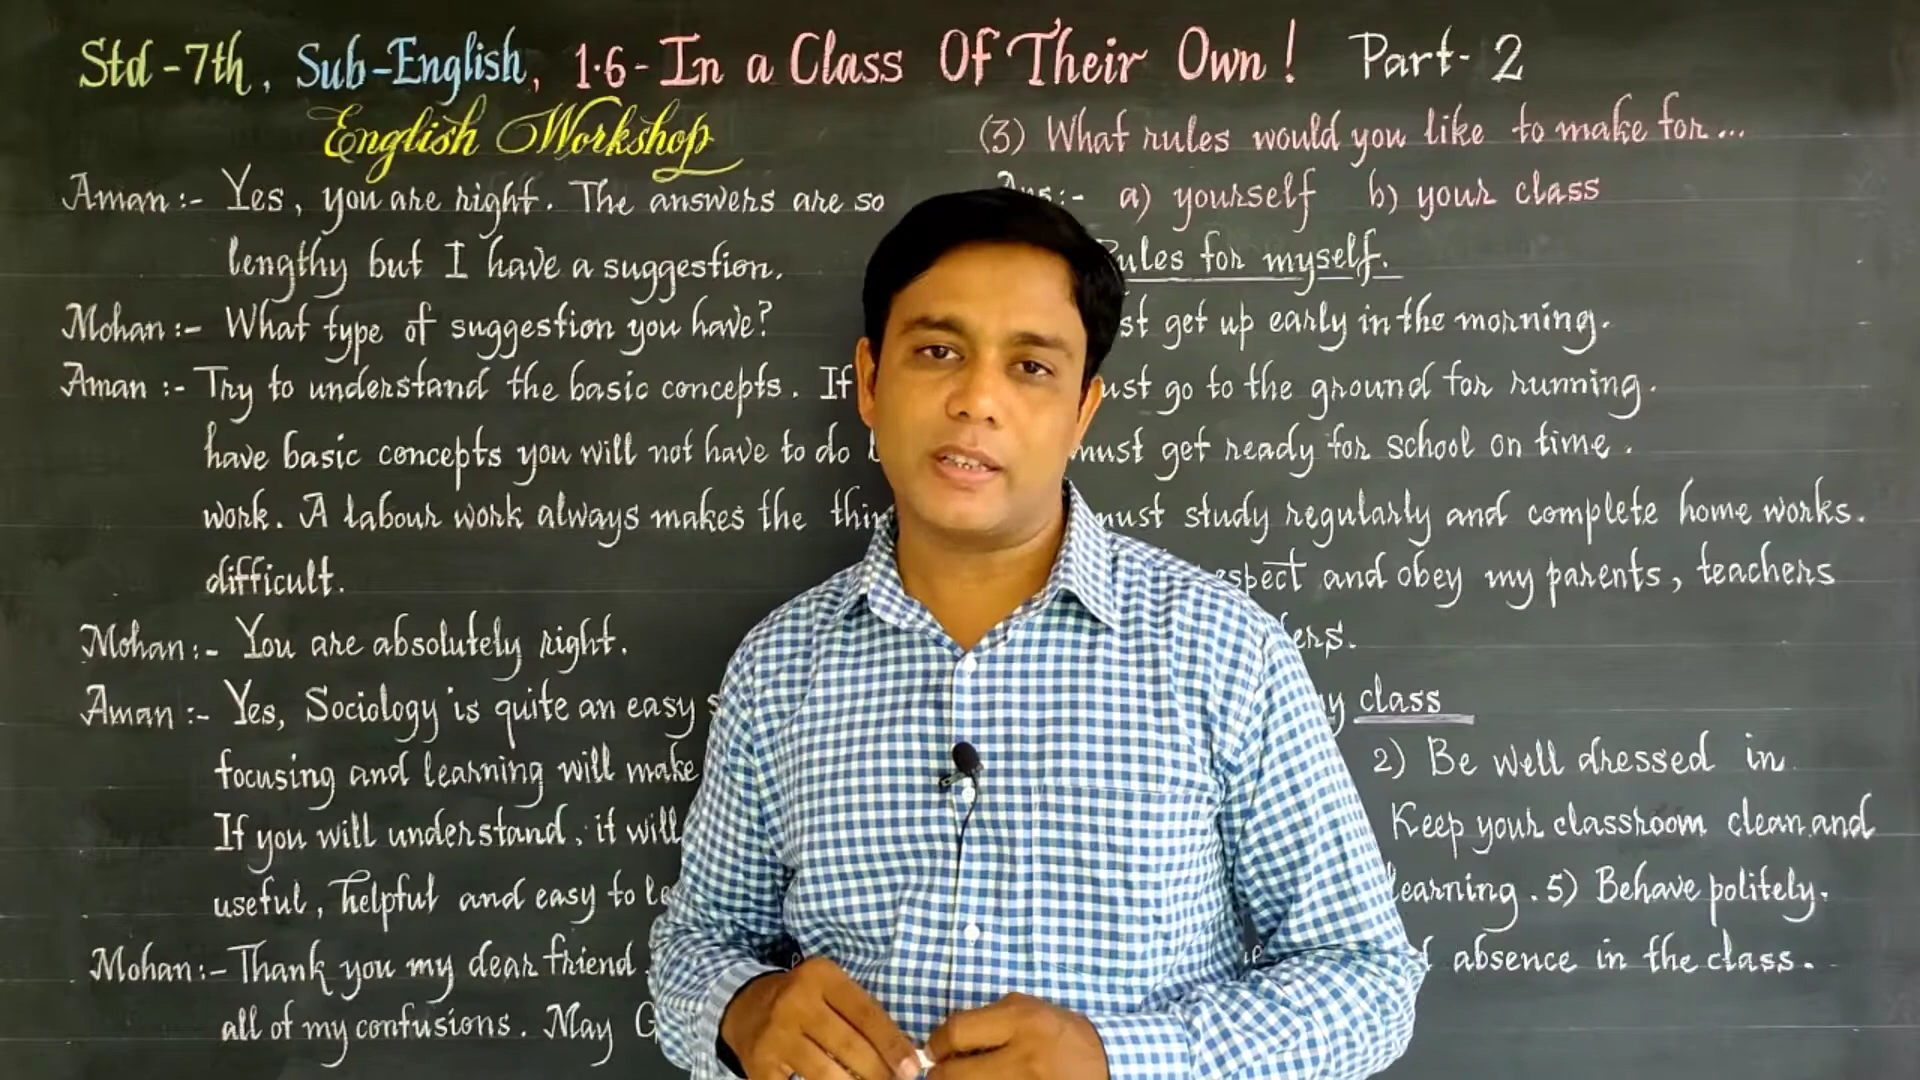 Std-7th, Sub-English, 1·6- In a Class Of Their Own! Part-2
English Workshop
Aman:- Yes, you are right. The answers are so
lengthy but I have a suggestion.
Mohan:- What type of suggestion you have?
Aman:- Try to understand the basic concepts. If
have basic concepts you will not have to do
work. A labour work always makes the
difficult.
Mohan:- You are absolutely right.
Aman:- Yes, Sociology is quite an easy
focusing and learning will make
If you will understand, it will
useful, helpful and easy to
Mohan:- Thank you my dear friend.
all of my confusions. May
(3) What rules would you like to make for...
a) yourself b) your class
for myself.
get up early in the morning.
go to the ground for running.
must get ready for school on time.
must study regularly and complete home works.
and obey my parents, teachers
class
2) Be well dressed in
Keep your classroom clean and
learning. 5) Behave politely.
absence in the class.